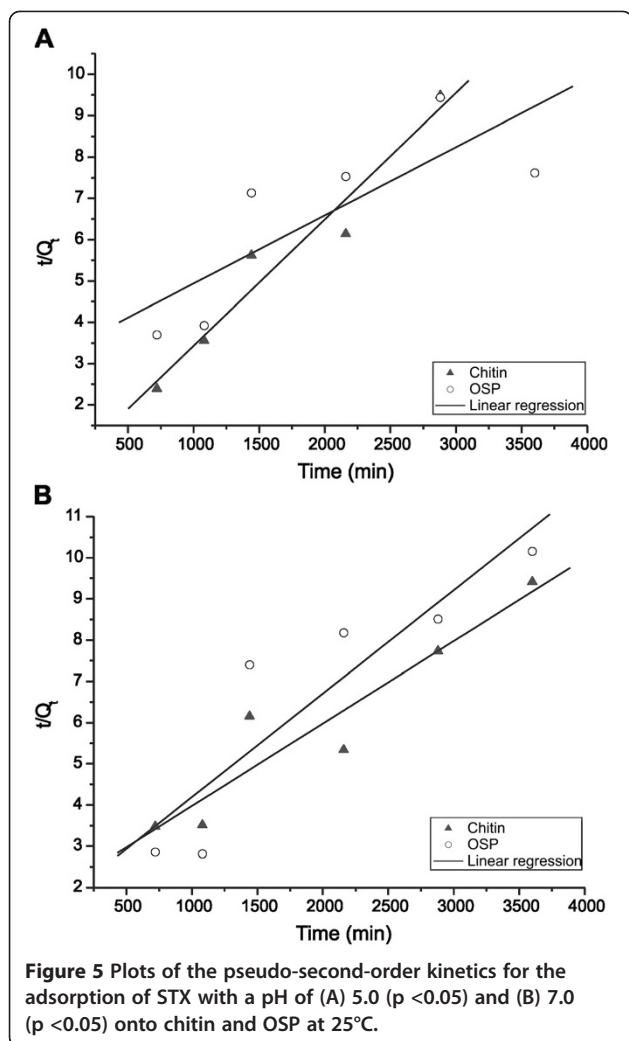 A
10
9
8
7
6
5
4
3
2
t/Qt
500 1000 1500 2000 2500 3000 3500 4000
Time (min)
Chitin
OSP
Linear regression
B
11
10
9
8
7
6
5
4
3
2
t/Qt
500 1000 1500 2000 2500 3000 3500 4000
Time (min)
Chitin
OSP
Linear regression
Figure 5 Plots of the pseudo-second-order kinetics for the
adsorption of STX with a pH of (A) 5.0 (p <0.05) and (B) 7.0
(p <0.05) onto chitin and OSP at 25°C.